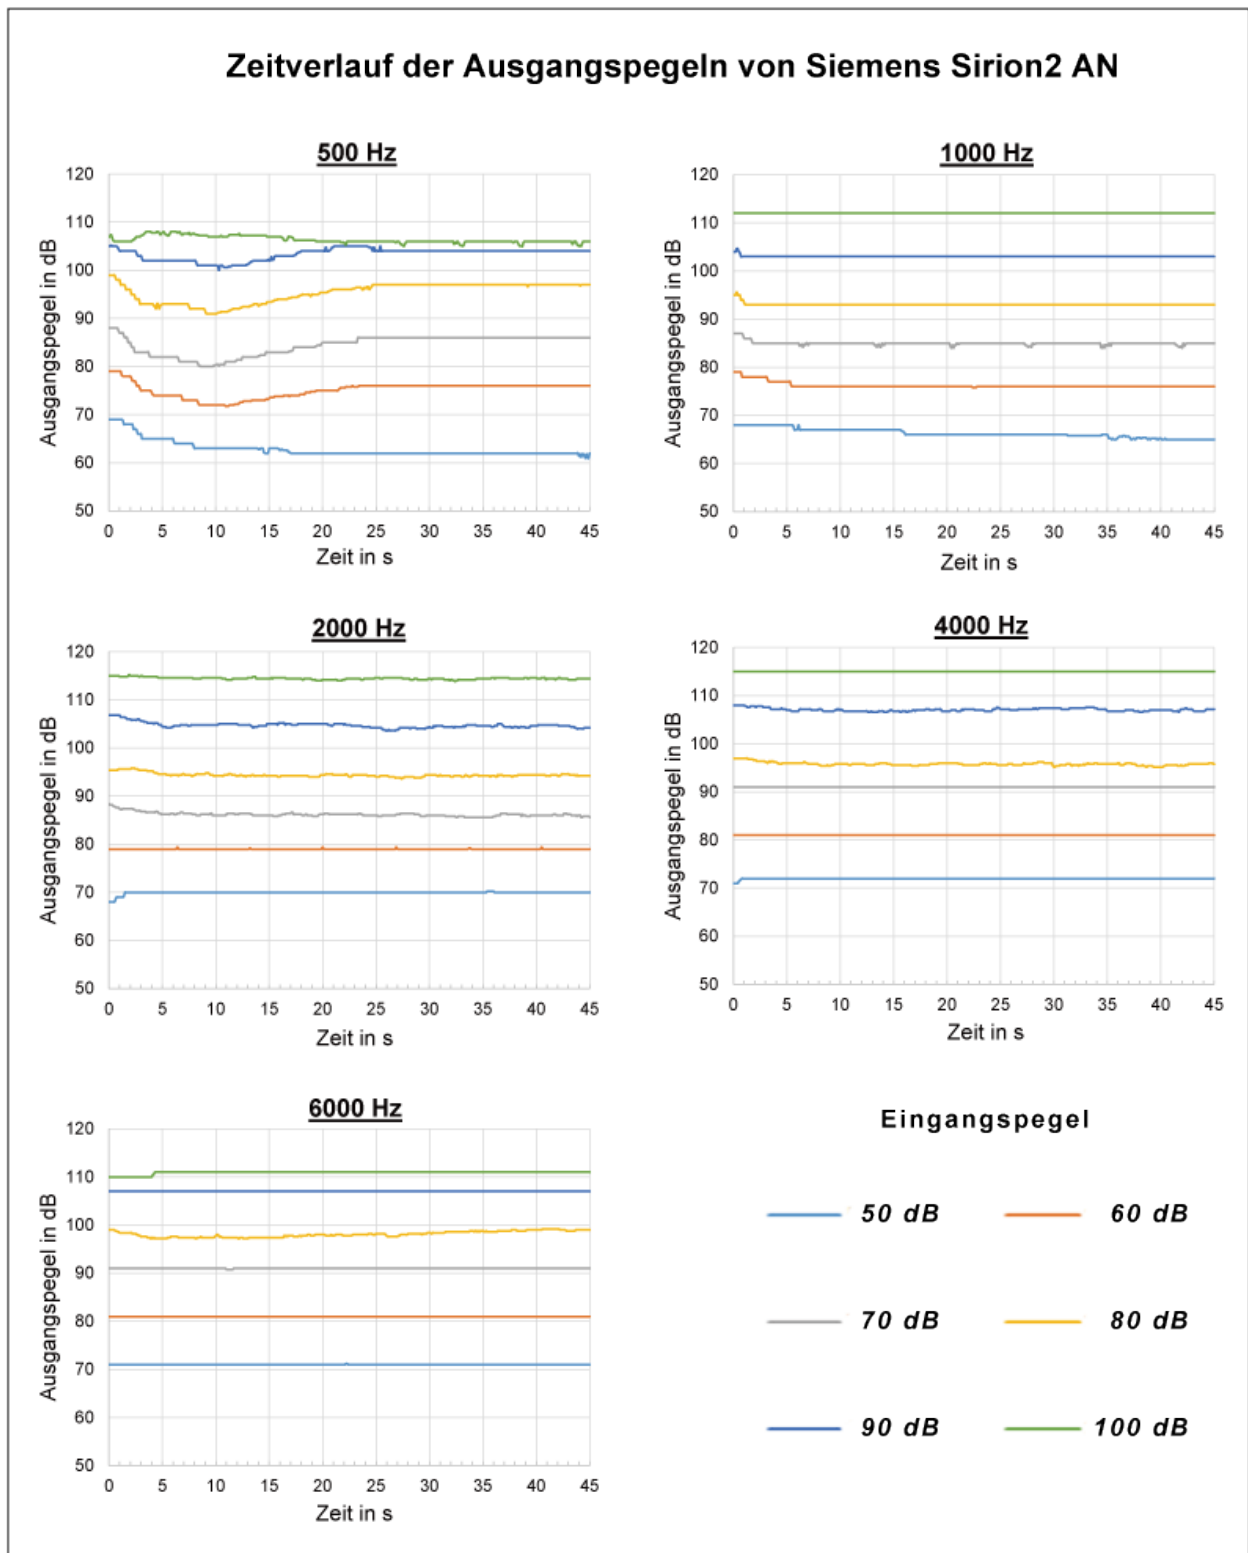 Zeitverlauf der Ausgangspegeln von Siemens Sirion2 AN
500 Hz
120
110
100
90
80
70
60
50
Ausgangspegel in dB
0 5 10 15 20 25 30 35 40 45
Zeit in s
1000 Hz
120
110
100
90
80
70
60
50
Ausgangspegel in dB
0 5 10 15 20 25 30 35 40 45
Zeit in s
2000 Hz
120
110
100
90
80
70
60
50
Ausgangspegel in dB
0 5 10 15 20 25 30 35 40 45
Zeit in s
4000 Hz
120
110
100
90
80
70
60
50
Ausgangspegel in dB
0 5 10 15 20 25 30 35 40 45
Zeit in s
6000 Hz
120
110
100
90
80
70
60
50
Ausgangspegel in dB
0 5 10 15 20 25 30 35 40 45
Zeit in s
Eingangspegel
50 dB 60 dB
70 dB 80 dB
90 dB 100 dB